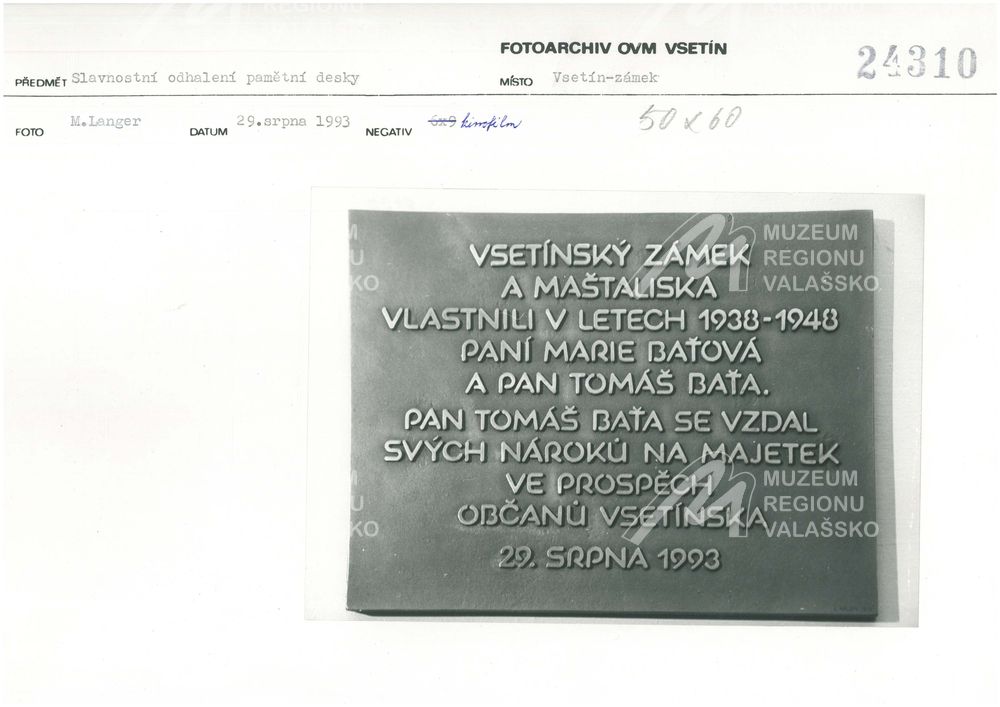 FOTOARCHIV OVM VSETÍN
24310
PŘEDMĚT Slavnostní odhalení pamětní desky
MÍSTO Vsetín-zámek
FOTO M.Langer
DATUM 29.srpna 1993
NEGATIV 6x9 kinofilm
50 x 60
VSETÍNSKÝ ZÁMEK
A MAŠTALISKA
VLASTNILI V LETECH 1938-1948
PANÍ MARIE BAŤOVÁ
A PAN TOMÁŠ BAŤA.
PAN TOMÁŠ BAŤA SE VZDAL
SVÝCH NÁROKŮ NA MAJETEK
VE PROSPĚCH
OBČANŮ VSETÍNSKA
29. SRPNA 1993
MUZEUM
REGIONU
VALAŠSKO
MUZEUM
REGIONU
VALAŠSKO